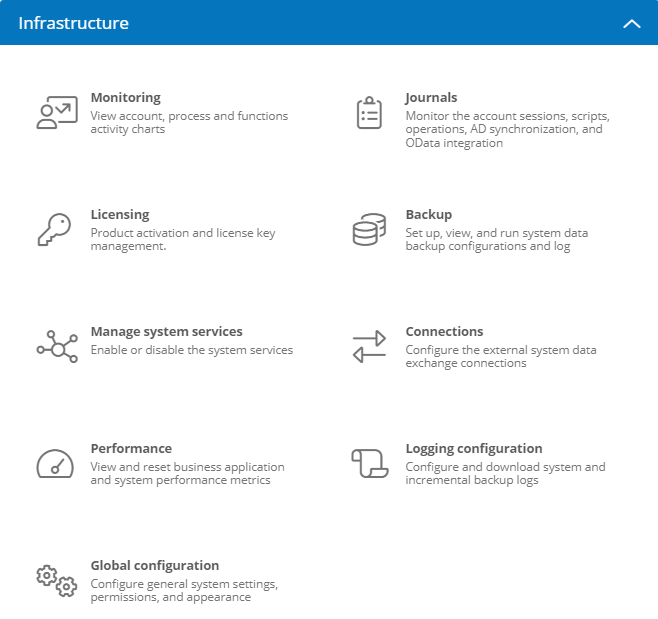 Infrastructure
Monitoring
View account, process and functions
activity charts
Journals
Monitor the account sessions, scripts,
operations, AD synchronization, and
OData integration
Licensing
Product activation and license key
management.
Backup
Set up, view, and run system data
backup configurations and log
Manage system services
Enable or disable the system services
Connections
Configure the external system data
exchange connections
Performance
View and reset business application
and system performance metrics
Logging configuration
Configure and download system and
incremental backup logs
Global configuration
Configure general system settings,
permissions, and appearance